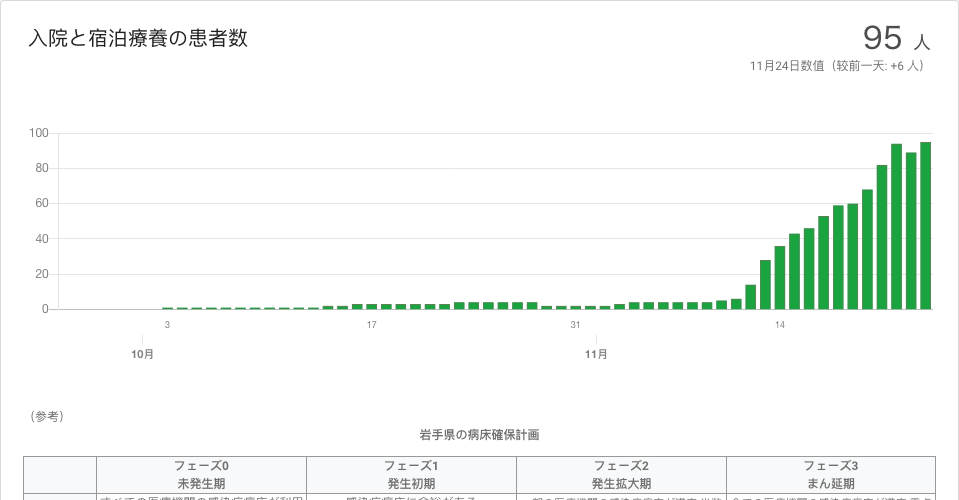 入院と宿泊療養の患者数
95 人
11月24日数値（较前一天: +6 人）
100
80
60
40
20
0
3 17 31 14
10月 11月
(参考)
岩手県の病床確保計画
フェーズ0 フェーズ1 フェーズ2 フェーズ3
未発生期 発生初期 発生拡大期 まん延期